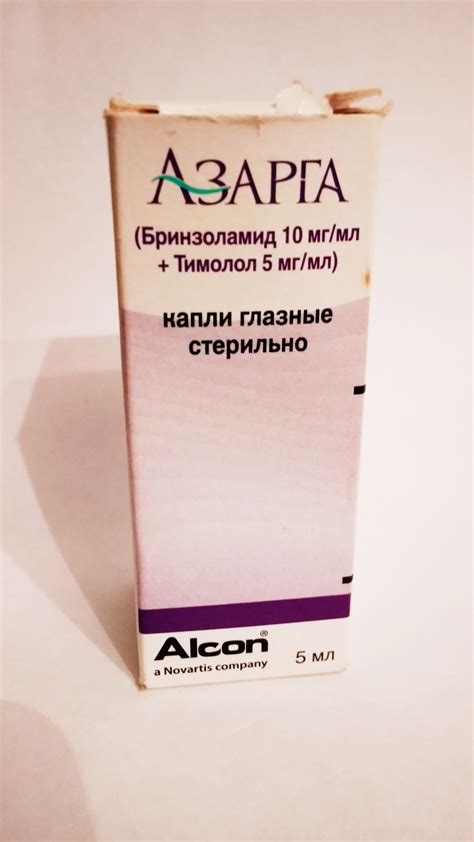 АЗАРГА
(Бринзоламид 10 мг/мл
+ Тимолол 5 мг/мл)
капли глазные
стерильно
Alcon®
a Novartis company
5 мл